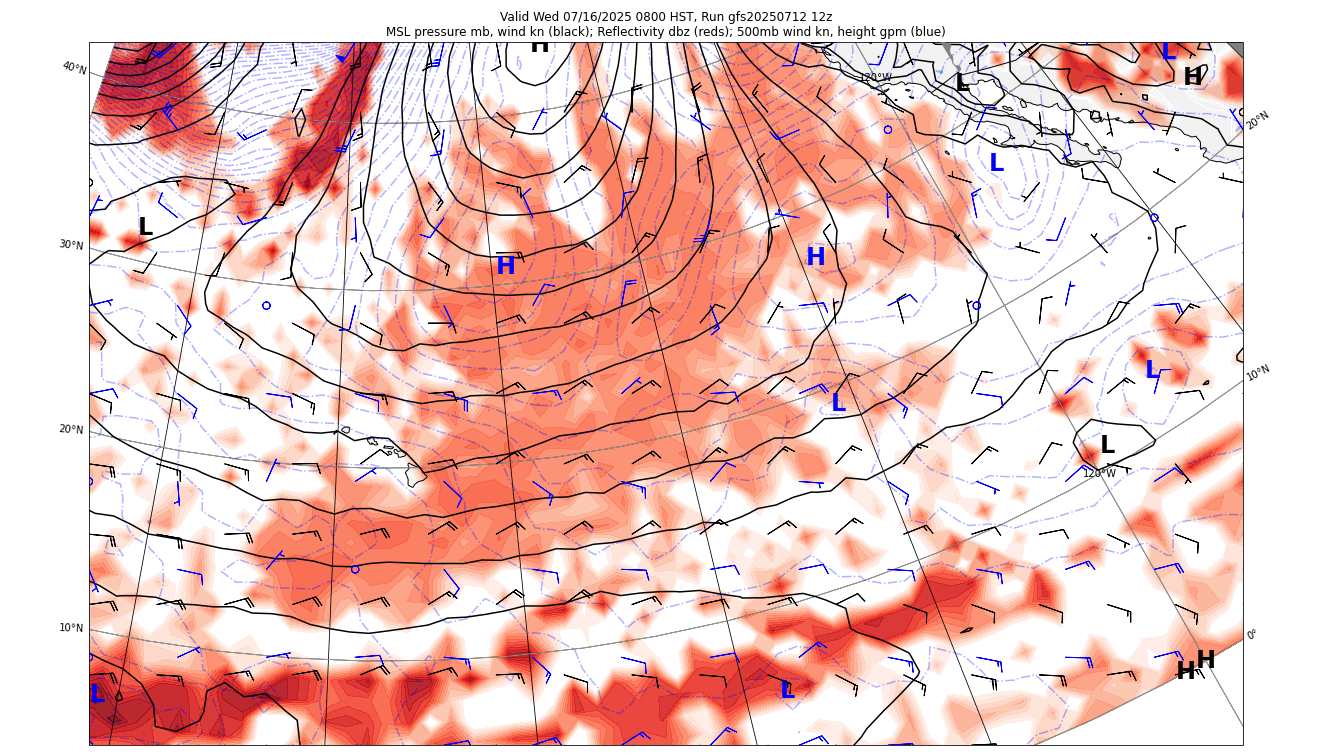 Valid Wed 07/16/2025 0800 HST, Run gfs20250712 12z
MSL pressure mb, wind kn (black); Reflectivity dbz (reds); 500mb wind kn, height gpm (blue)
H
L
40°N
120°W
L
H
20°N
L
L
30°N
H
H
L
10°N
L
20°N
L
120°W
10°N
0°
H
H
L
L